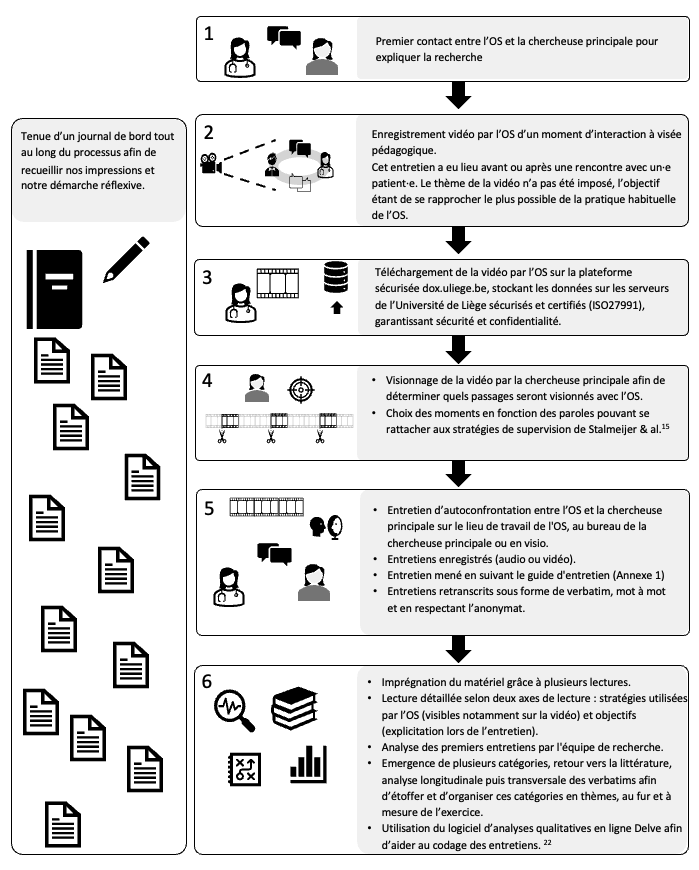 1
Premier contact entre l'OS et la chercheuse principale pour
expliquer la recherche
Tenue d'un journal de bord tout
au long du processus afin de
recueillir nos impressions et
notre démarche réflexive.
2
Enregistrement vidéo par l'OS d'un moment d'interaction à visée
pédagogique.
Cet entretien a eu lieu avant ou après une rencontre avec un·e
patient·e. Le thème de la vidéo n'a pas été imposé, l'objectif
étant de se rapprocher le plus possible de la pratique habituelle
de l'OS.
3
Téléchargement de la vidéo par l'OS sur la plateforme
sécurisée dox.uliege.be, stockant les données sur les serveurs
de l'Université de Liège sécurisés et certifiés (ISO27991),
garantissant sécurité et confidentialité.
4
• Visionnage de la vidéo par la chercheuse principale afin de
déterminer quels passages seront visionnés avec l'OS.
• Choix des moments en fonction des paroles pouvant se
rattacher aux stratégies de supervision de Stalmeijer & al.15
5
• Entretien d'autoconfrontation entre l'OS et la chercheuse
principale sur le lieu de travail de l'OS, au bureau de la
chercheuse principale ou en visio.
• Entretiens enregistrés (audio ou vidéo).
• Entretien mené en suivant le guide d'entretien (Annexe 1)
• Entretiens retranscrits sous forme de verbatim, mot à mot
et en respectant l'anonymat.
6
• Imprégnation du matériel grâce à plusieurs lectures.
• Lecture détaillée selon deux axes de lecture : stratégies utilisées
par l'OS (visibles notamment sur la vidéo) et objectifs
(explicitation lors de l'entretien).
• Analyse des premiers entretiens par l'équipe de recherche.
• Emergence de plusieurs catégories, retour vers la littérature,
analyse longitudinale puis transversale des verbatims afin
d'étoffer et d'organiser ces catégories en thèmes, au fur et à
mesure de l'exercice.
• Utilisation du logiciel d'analyses qualitatives en ligne Delve afin
d'aider au codage des entretiens. 22